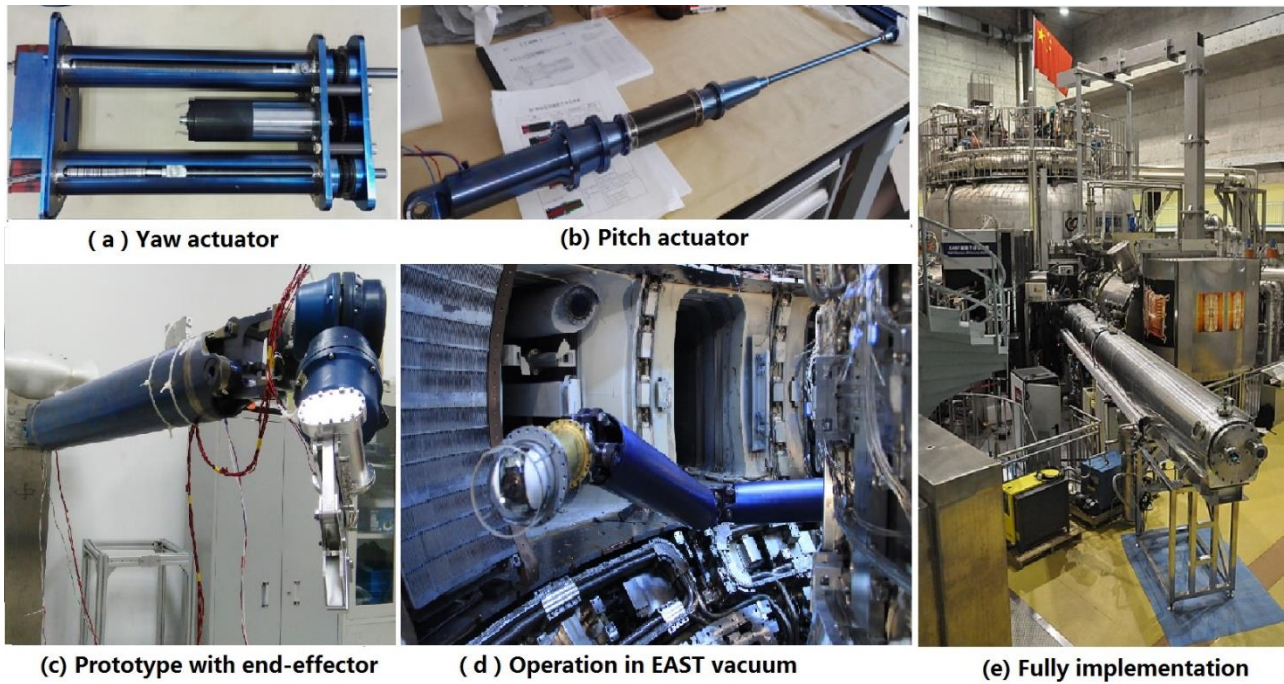 ( a ) Yaw actuator
(b) Pitch actuator
(c) Prototype with end-effector
( d ) Operation in EAST vacuum
(e) Fully implementation